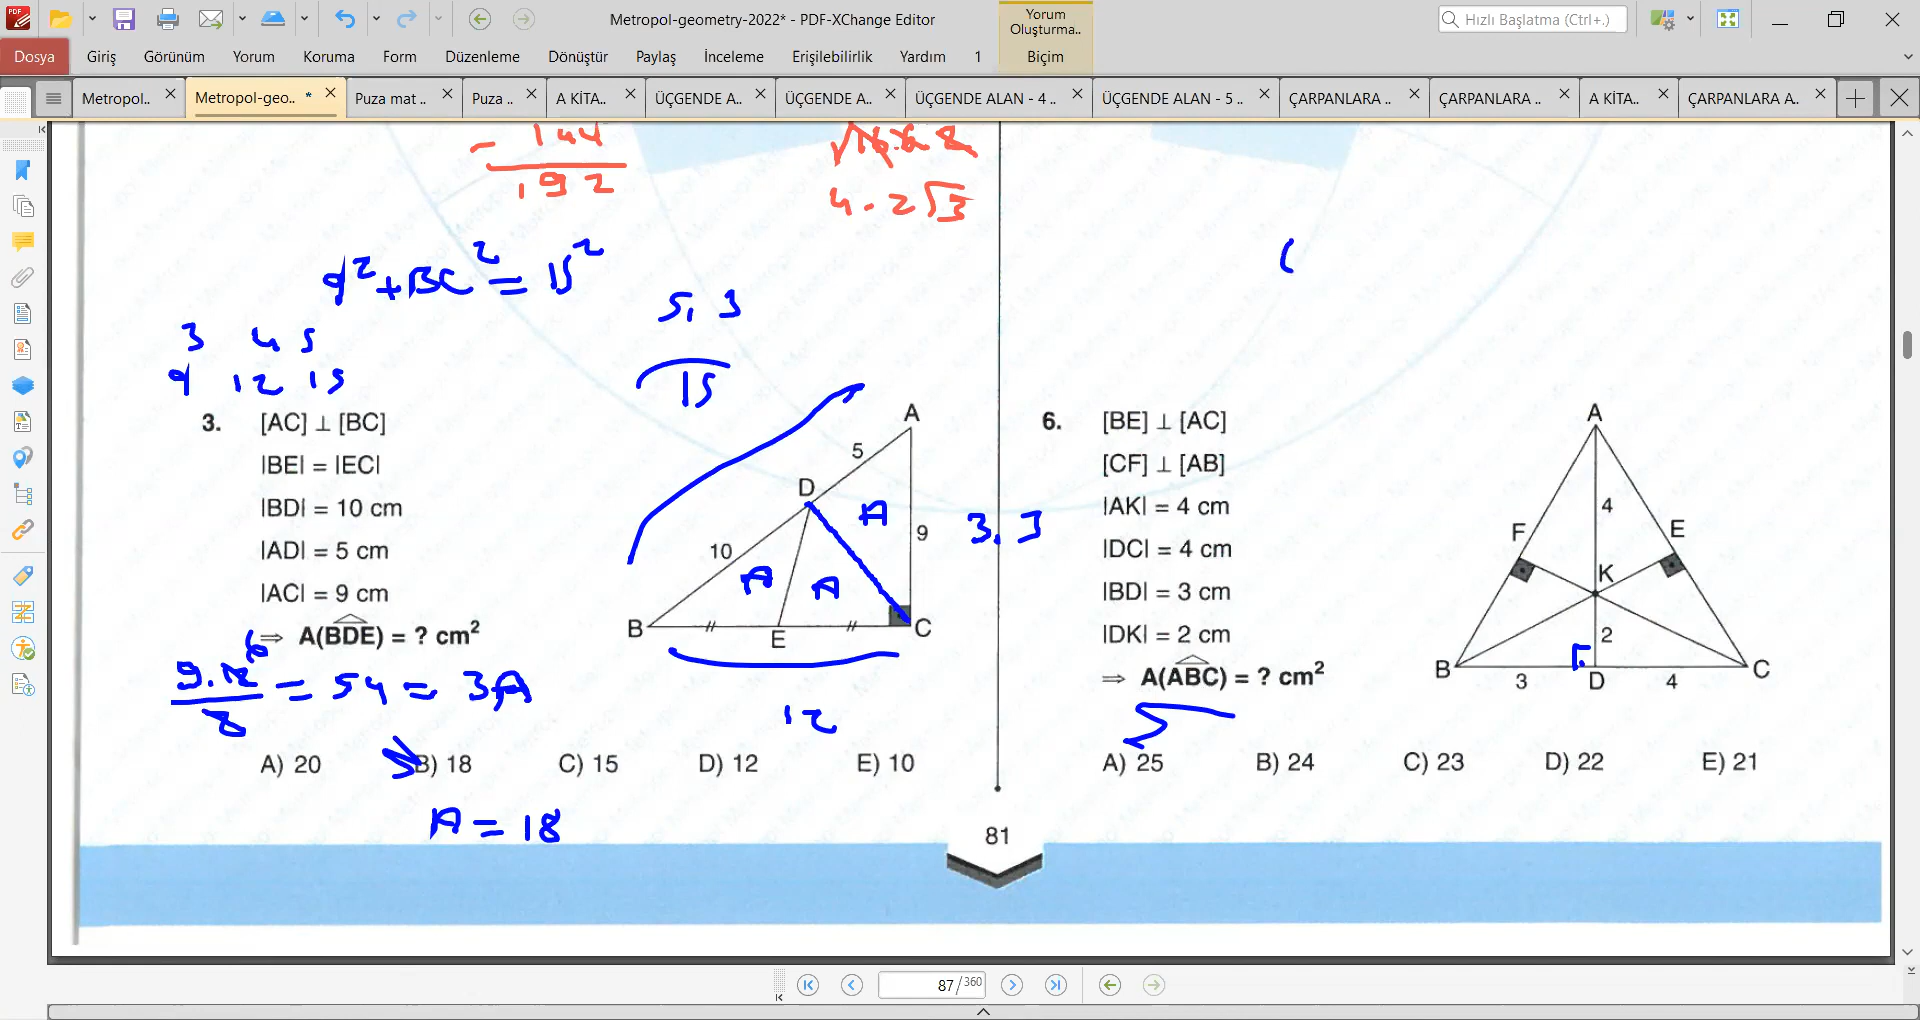 Metropol-geometry-2022* - PDF-XChange Editor
Yorum Oluşturma..
Hızlı Başlatma (Ctrl+.)
Dosya Giriş Görünüm Yorum Koruma Form Düzenleme Dönüştür Paylaş İnceleme Erişilebilirlik Yardım 1 Biçim
Metropol.. Metropol-geo.. * Puza mat .. Puza .. A KİTA.. ÜÇGENDE A.. ÜÇGENDE A.. ÜÇGENDE ALAN - 4 .. ÜÇGENDE ALAN - 5 .. ÇARPANLARA .. ÇARPANLARA .. A KİTA.. ÇARPANLARA A..
- 144
192
4 . 2√3
9² + BC² = 15²
3 4 5
9 12 15
5, 3
15
3. [AC] ⊥ [BC]
|BE| = |EC|
|BD| = 10 cm
|AD| = 5 cm
|AC| = 9 cm
⇒ A(BDE) = ? cm²
= 54 = 3A
A) 20 B) 18 C) 15 D) 12 E) 10
A = 18
A
5
D
A
9
3. 3
10
A A
B E C
12
6. [BE] ⊥ [AC]
[CF] ⊥ [AB]
|AK| = 4 cm
|DC| = 4 cm
|BD| = 3 cm
|DK| = 2 cm
⇒ A(ABC) = ? cm²
A) 25 B) 24 C) 23 D) 22 E) 21
A
4
F E
K
2
B 3 D 4 C
81
87 / 360